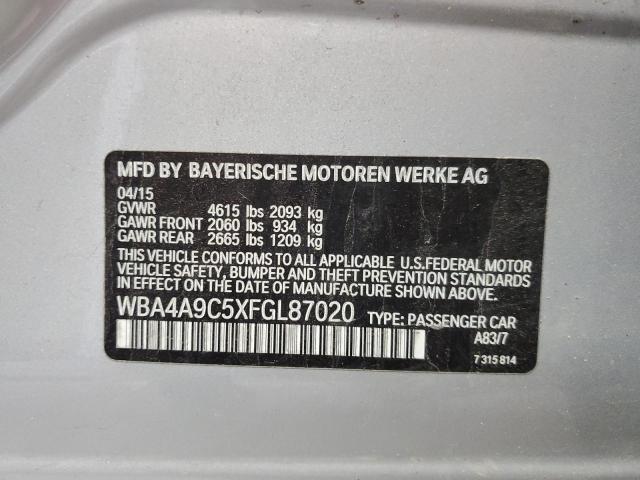 MFD BY BAYERISCHE MOTOREN WERKE AG
04/15
GVWR 4615 lbs 2093 kg
GAWR FRONT 2060 lbs 934 kg
GAWR REAR 2665 lbs 1209 kg
THIS VEHICLE CONFORMS TO ALL APPLICABLE U.S.FEDERAL MOTOR
VEHICLE SAFETY, BUMPER, AND THEFT PREVENTION STANDARDS
IN EFFECT ON THE DATE OF MANUFACTURE SHOWN ABOVE.
WBA4A9C5XFGL87020 TYPE: PASSENGER CAR
A83/7
7 315 814